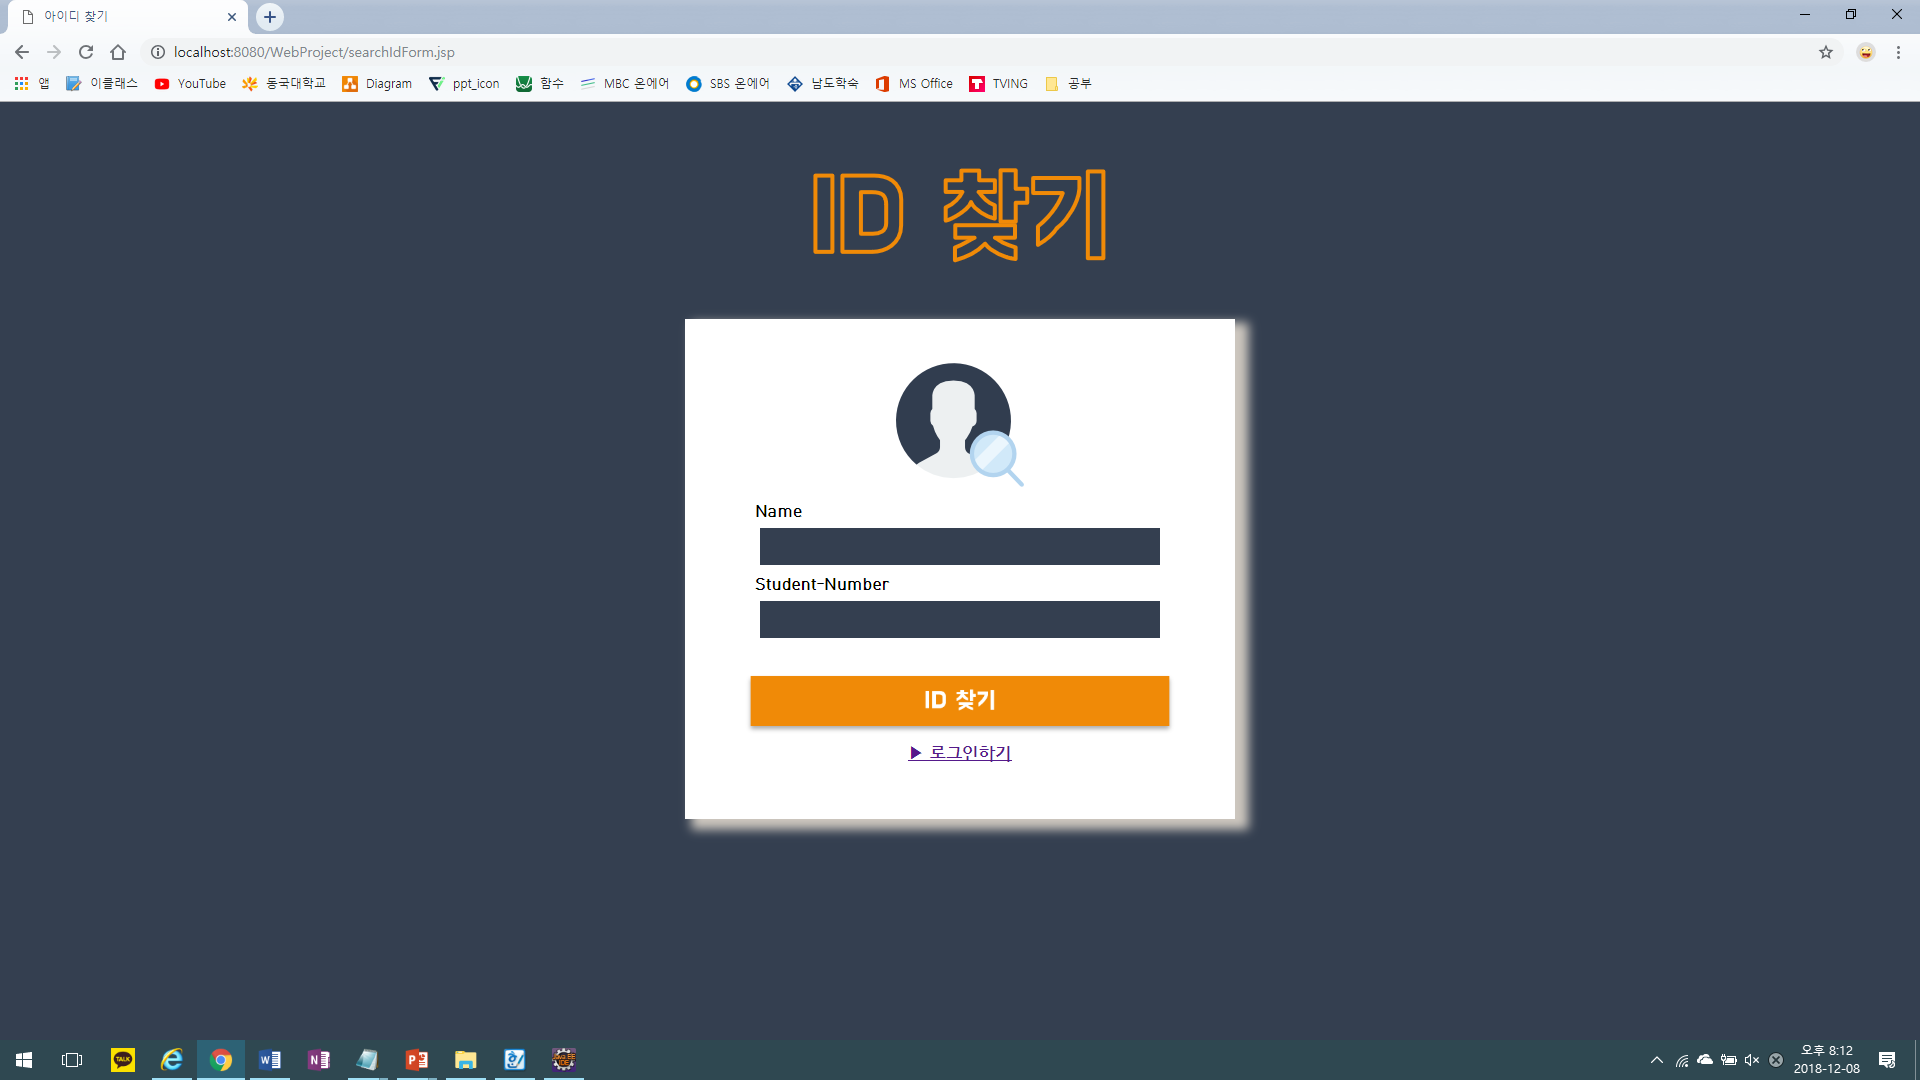 아이디 찾기
localhost:8080/WebProject/searchIdForm.jsp
앱 이클래스 YouTube 동국대학교 Diagram ppt_icon 함수 MBC 온에어 SBS 온에어 남도학숙 MS Office TVING 공부
ID 찾기
Name
Student-Number
ID 찾기
▶ 로그인하기
TALK
오후 8:12
2018-12-08